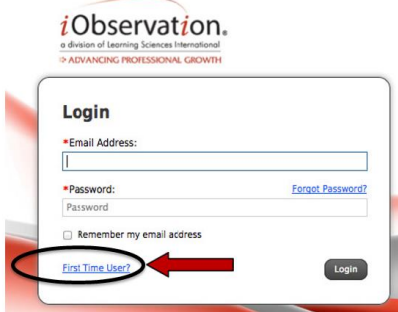 iObservation®
a division of Learning Sciences International
ADVANCING PROFESSIONAL GROWTH
Login
*Email Address:
*Password: Forgot Password?
Password
Remember my email address
First Time User? Login